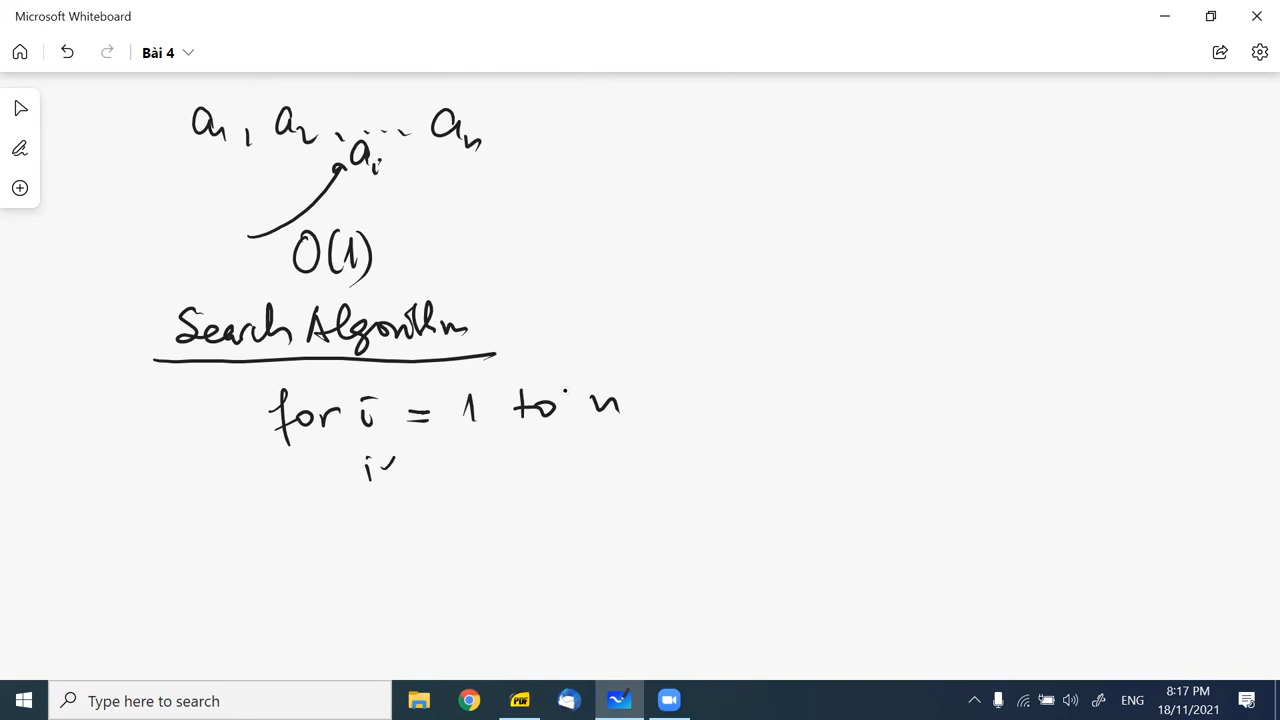 Microsoft Whiteboard
Bài 4
a1, a2, ... an
ai
O(1)
Search Algorithm
for i = 1 to n
Type here to search
PDF
ENG
8:17 PM
18/11/2021